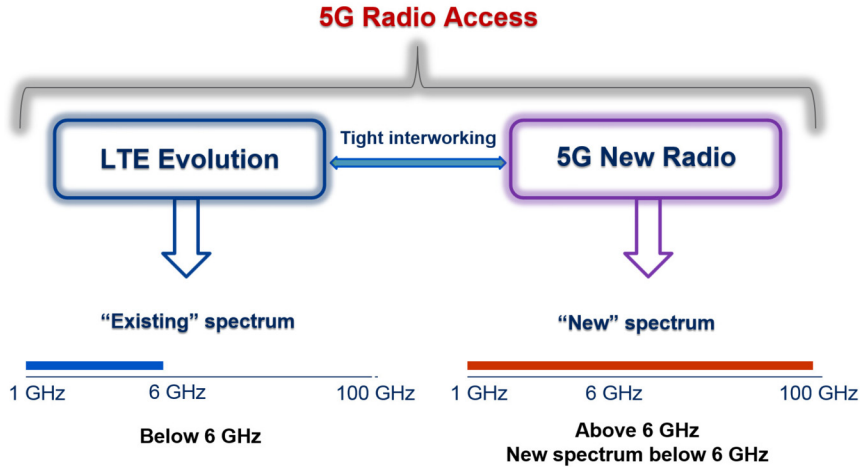 5G Radio Access
LTE Evolution
Tight interworking
5G New Radio
“Existing” spectrum
“New” spectrum
1 GHz 6 GHz 100 GHz
1 GHz 6 GHz 100 GHz
Below 6 GHz
Above 6 GHz
New spectrum below 6 GHz